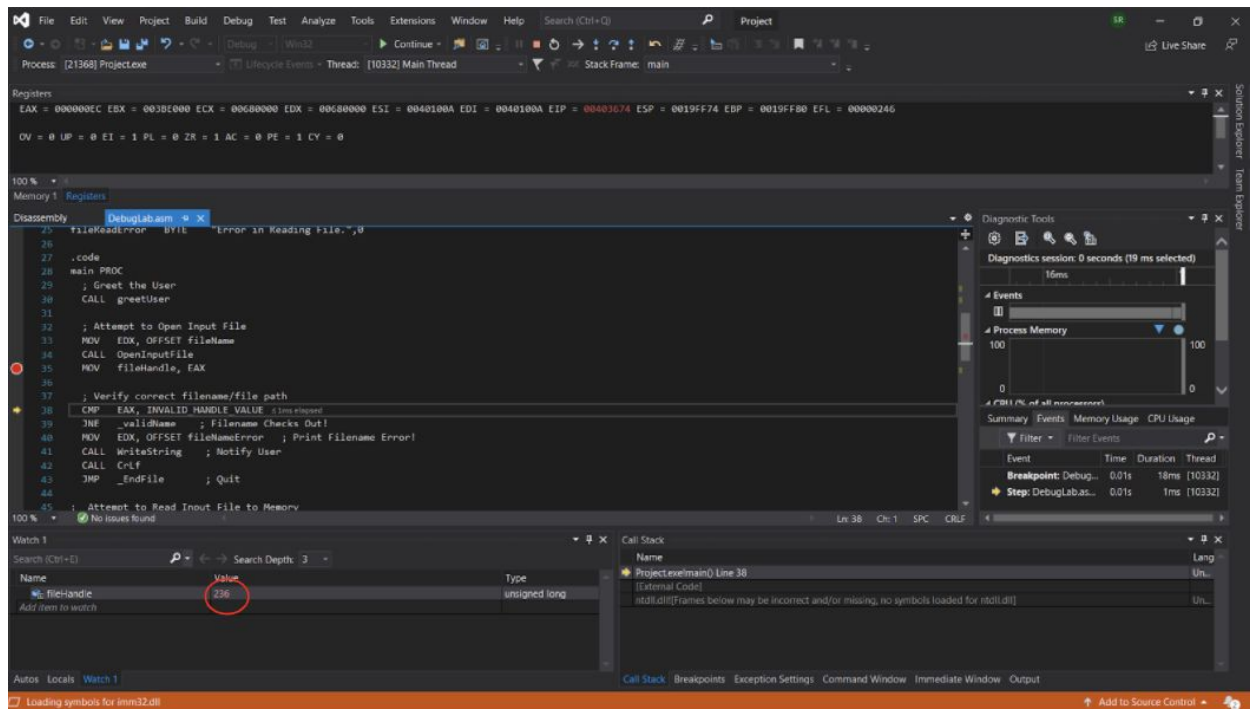 File Edit View Project Build Debug Test Analyze Tools Extensions Window Help Search (Ctrl+Q) Project SR
Debug Win32 Continue Live Share
Process: [21368] Project.exe Lifecycle Events Thread: [10332] Main Thread Stack Frame: main
Registers
EAX = 000000EC EBX = 003BE000 ECX = 00680000 EDX = 00680000 ESI = 0040100A EDI = 0040100A EIP = 00403674 ESP = 0019FF74 EBP = 0019FF80 EFL = 00000246
OV = 0 UP = 0 EI = 1 PL = 0 ZR = 1 AC = 0 PE = 1 CY = 0
100 %
Memory 1 Registers
Solution Explorer Team Explorer
Disassembly DebugLab.asm
25 fileReadError BYTE "Error in Reading File.",0
26
27 .code
28 main PROC
29 ; Greet the User
30 CALL greetUser
31
32 ; Attempt to Open Input File
33 MOV EDX, OFFSET fileName
34 CALL OpenInputFile
35 MOV fileHandle, EAX
36
37 ; Verify correct filename/file path
38 CMP EAX, INVALID_HANDLE_VALUE ≤1ms elapsed
39 JNE _validName ; Filename Checks Out!
40 MOV EDX, OFFSET fileNameError ; Print Filename Error!
41 CALL WriteString ; Notify User
42 CALL CrLf
43 JMP _EndFile ; Quit
44
45 ; Attempt to Read Input File to Memory
100 % No issues found Ln: 38 Ch: 1 SPC CRLF
Diagnostic Tools
Diagnostics session: 0 seconds (19 ms selected)
16ms
Events
Process Memory
100 100
0 0
CPU (% of all processors)
Summary Events Memory Usage CPU Usage
Filter Filter Events
Event Time Duration Thread
Breakpoint: Debug... 0.01s 18ms [10332]
Step: DebugLab.as... 0.01s 1ms [10332]
Watch 1
Search (Ctrl+E) Search Depth: 3
Name Value Type
fileHandle 236 unsigned long
Add item to watch
Autos Locals Watch 1
Call Stack
Name Lang
Project.exe!main() Line 38 Un...
[External Code]
ntdll.dll![Frames below may be incorrect and/or missing, no symbols loaded for ntdll.dll] Un...
Call Stack Breakpoints Exception Settings Command Window Immediate Window Output
Loading symbols for imm32.dll Add to Source Control